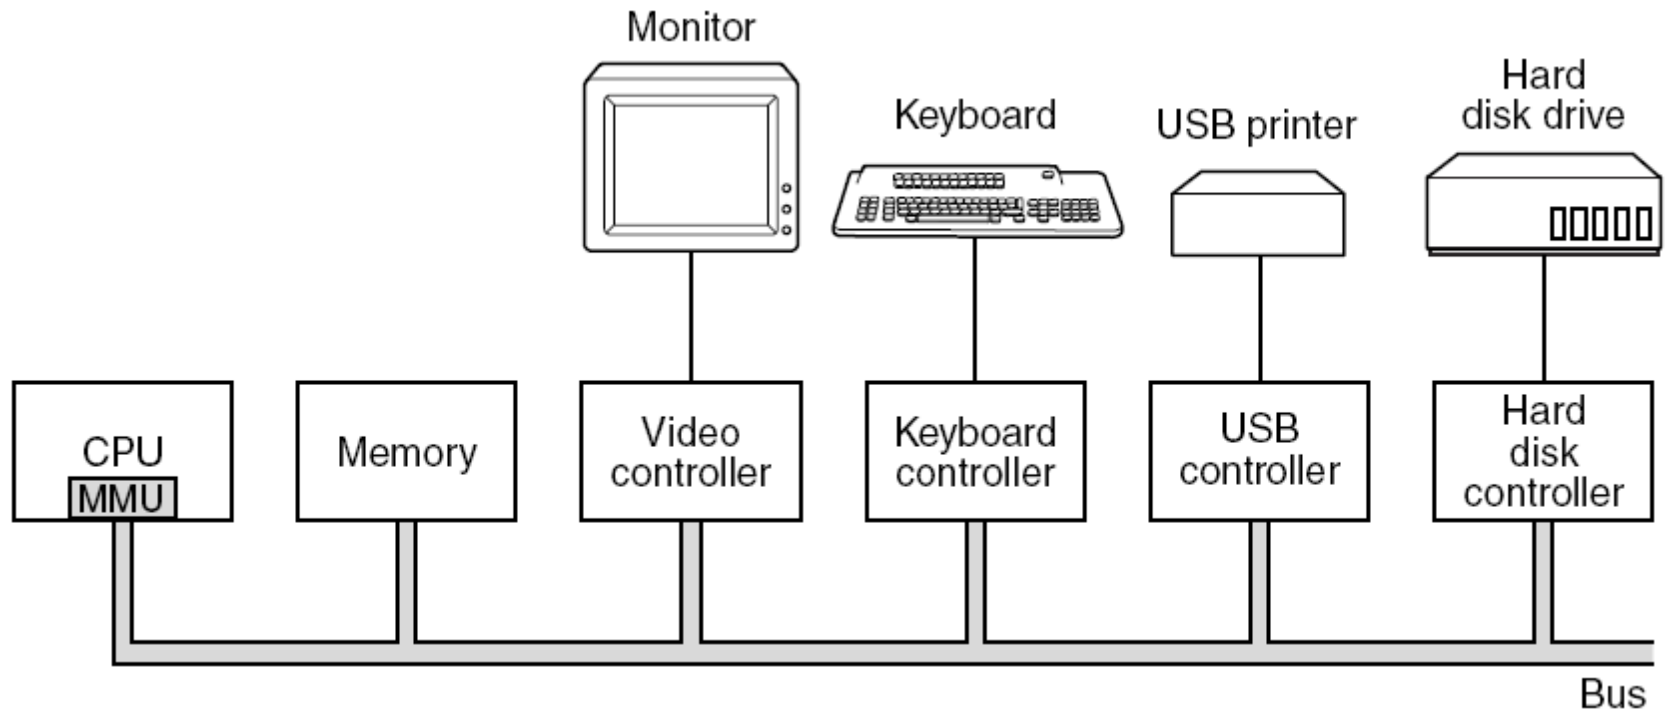 Monitor
Keyboard
USB printer
Hard
disk drive
CPU
MMU
Memory
Video
controller
Keyboard
controller
USB
controller
Hard
disk
controller
Bus